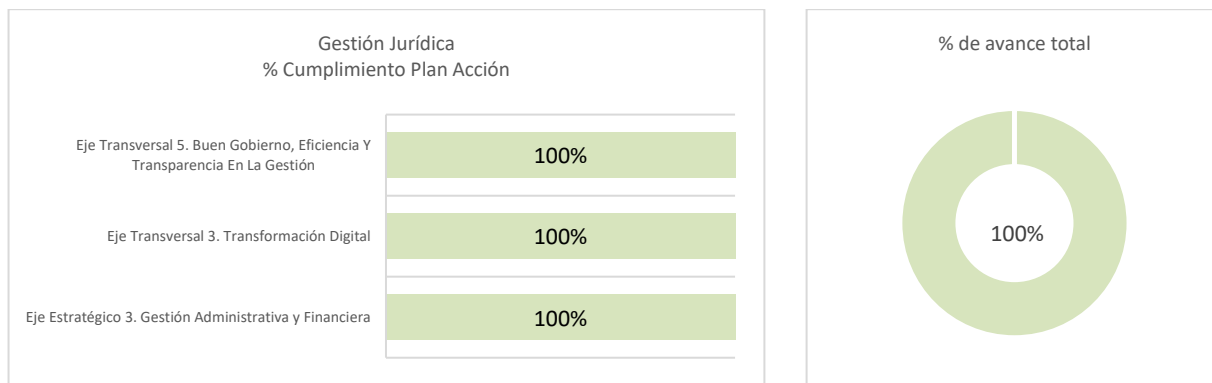 Gestión Jurídica
% Cumplimiento Plan Acción
Eje Transversal 5. Buen Gobierno, Eficiencia Y
Transparencia En La Gestión
100%
Eje Transversal 3. Transformación Digital
100%
Eje Estratégico 3. Gestión Administrativa y Financiera
100%
% de avance total
100%